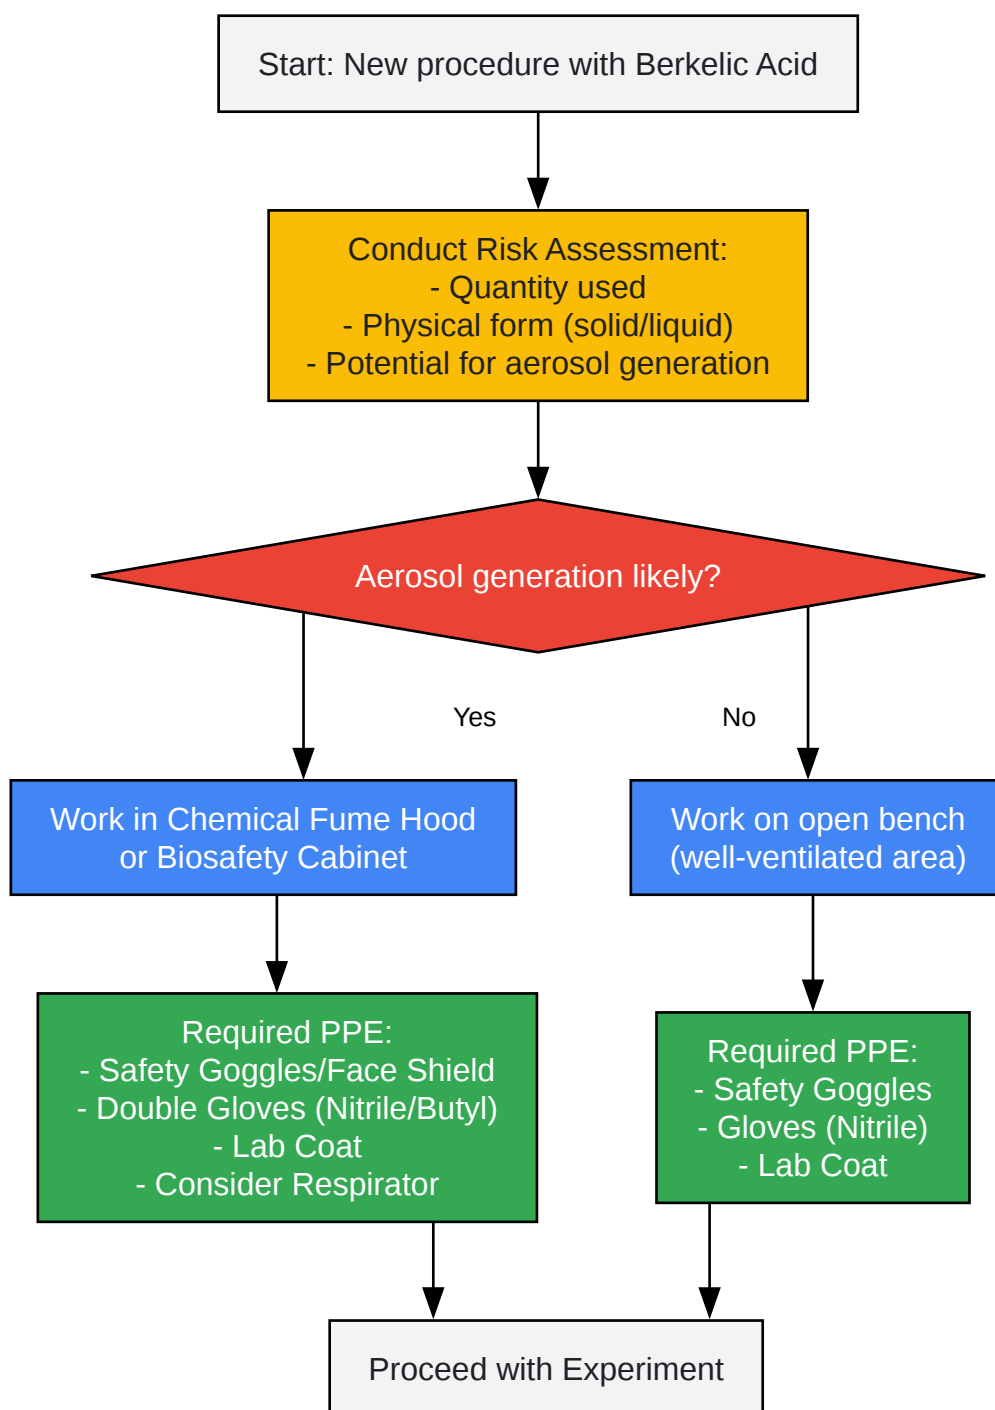 Start: New procedure with Berkelic Acid
Conduct Risk Assessment:
- Quantity used
- Physical form (solid/liquid)
- Potential for aerosol generation
Aerosol generation likely?
Yes
No
Work in Chemical Fume Hood
or Biosafety Cabinet
Work on open bench
(well-ventilated area)
Required PPE:
- Safety Goggles/Face Shield
- Double Gloves (Nitrile/Butyl)
- Lab Coat
- Consider Respirator
Required PPE:
- Safety Goggles
- Gloves (Nitrile)
- Lab Coat
Proceed with Experiment